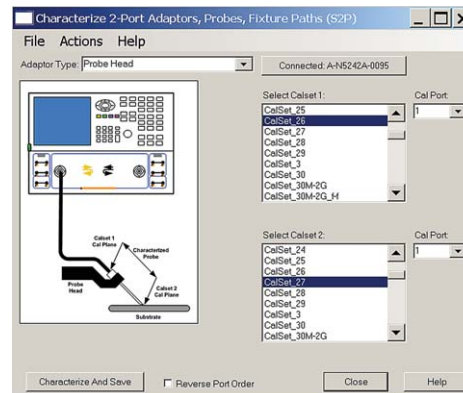 Characterize 2-Port Adaptors, Probes, Fixture Paths (S2P)
File Actions Help
Adaptor Type: Probe Head
Connected: A-N5242A-0095
Select Calset 1:
Cal Port:
CalSet_25
CalSet_26
CalSet_27
CalSet_28
CalSet_29
CalSet_3
CalSet_30
CalSet_30M-2G
1
Calset 1
Cal Plane
Characterized
Probe
Probe
Head
Calset 2
Cal Plane
Substrate
Select Calset 2:
Cal Port:
CalSet_24
CalSet_25
CalSet_26
CalSet_27
CalSet_28
CalSet_29
CalSet_3
CalSet_30
CalSet_30M-2G
1
Characterize And Save
Reverse Port Order
Close
Help